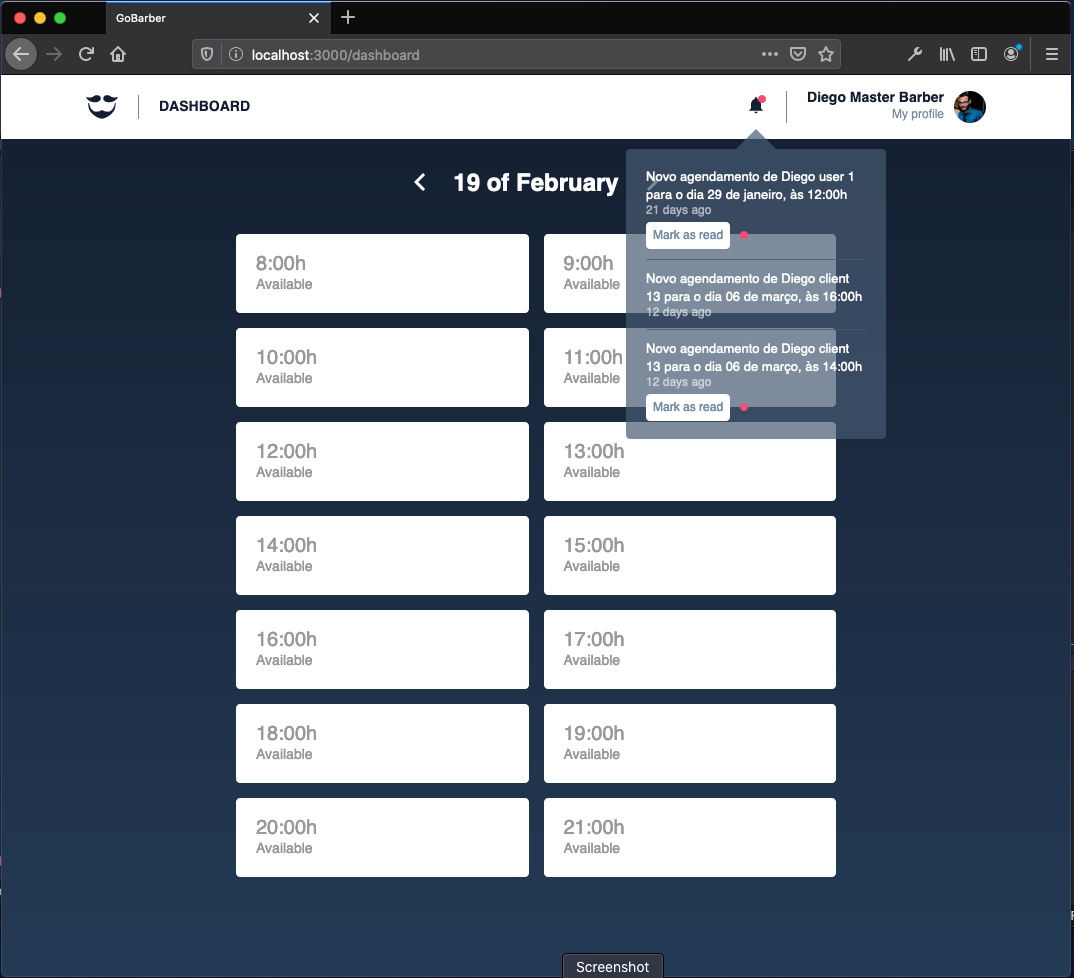 GoBarber
localhost:3000/dashboard
DASHBOARD
Diego Master Barber
My profile
19 of February
Novo agendamento de Diego user 1
para o dia 29 de janeiro, às 12:00h
21 days ago
Mark as read
Novo agendamento de Diego client
13 para o dia 06 de março, às 16:00h
12 days ago
Novo agendamento de Diego client
13 para o dia 06 de março, às 14:00h
12 days ago
Mark as read
8:00h
Available
9:00h
Available
10:00h
Available
11:00h
Available
12:00h
Available
13:00h
Available
14:00h
Available
15:00h
Available
16:00h
Available
17:00h
Available
18:00h
Available
19:00h
Available
20:00h
Available
21:00h
Available
Screenshot